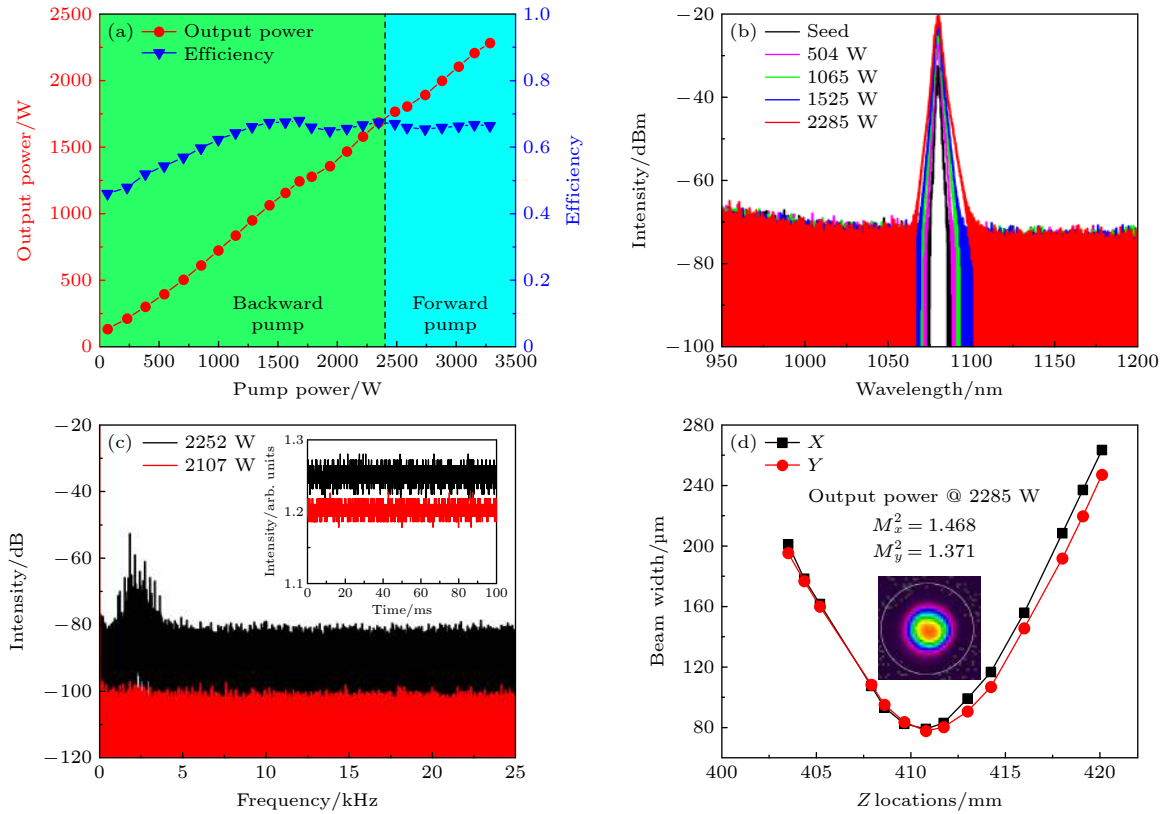 (a)
Output power
Efficiency
Backward
pump
Forward
pump
2500
2000
1500
1000
500
0
Output power/W
1.0
0.8
0.6
0.4
0.2
0
Efficiency
0
500
1000
1500
2000
2500
3000
3500
Pump power/W
(b)
Seed
504 W
1065 W
1525 W
2285 W
−20
−40
−60
−80
−100
Intensity/dBm
950
1000
1050
1100
1150
1200
Wavelength/nm
(c)
2252 W
2107 W
−20
−40
−60
−80
−100
−120
Intensity/dB
0
5
10
15
20
25
Frequency/kHz
1.3
1.2
1.1
Intensity/arb. units
0
20
40
60
80
100
Time/ms
(d)
X
Y
Output power @ 2285 W
M²ₓ = 1.468
M²ᵧ = 1.371
280
240
200
160
120
80
Beam width/μm
400
405
410
415
420
Z locations/mm